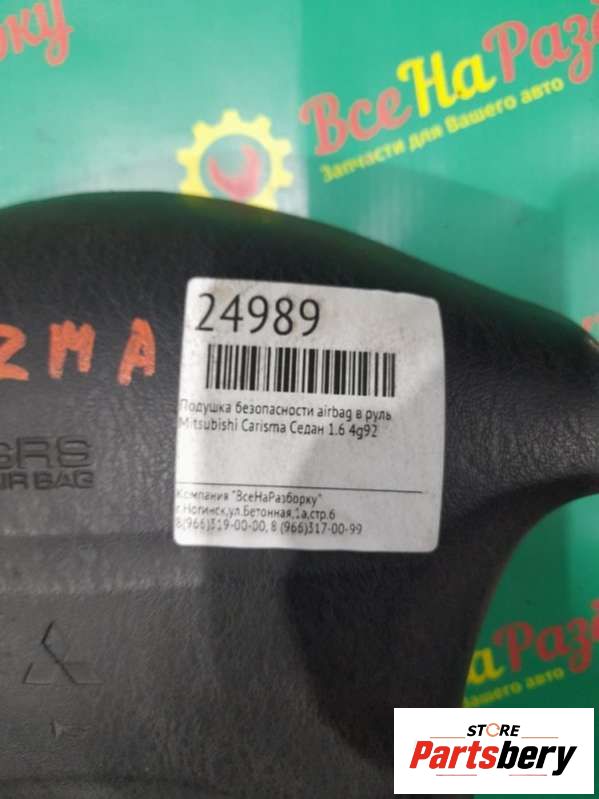 ВсеНаРазб
Запчасти для Вашего авто
24989
ZMA
Подушка безопасности airbag в руль
Mitsubishi Carisma Седан 1.6 4g92
SRS
AIR BAG
Компания "ВсеНаРазборку"
г.Ногинск,ул.Бетонная,1а,стр.6
8(966)319-00-00, 8 (966)317-00-99
STORE
Partsbery